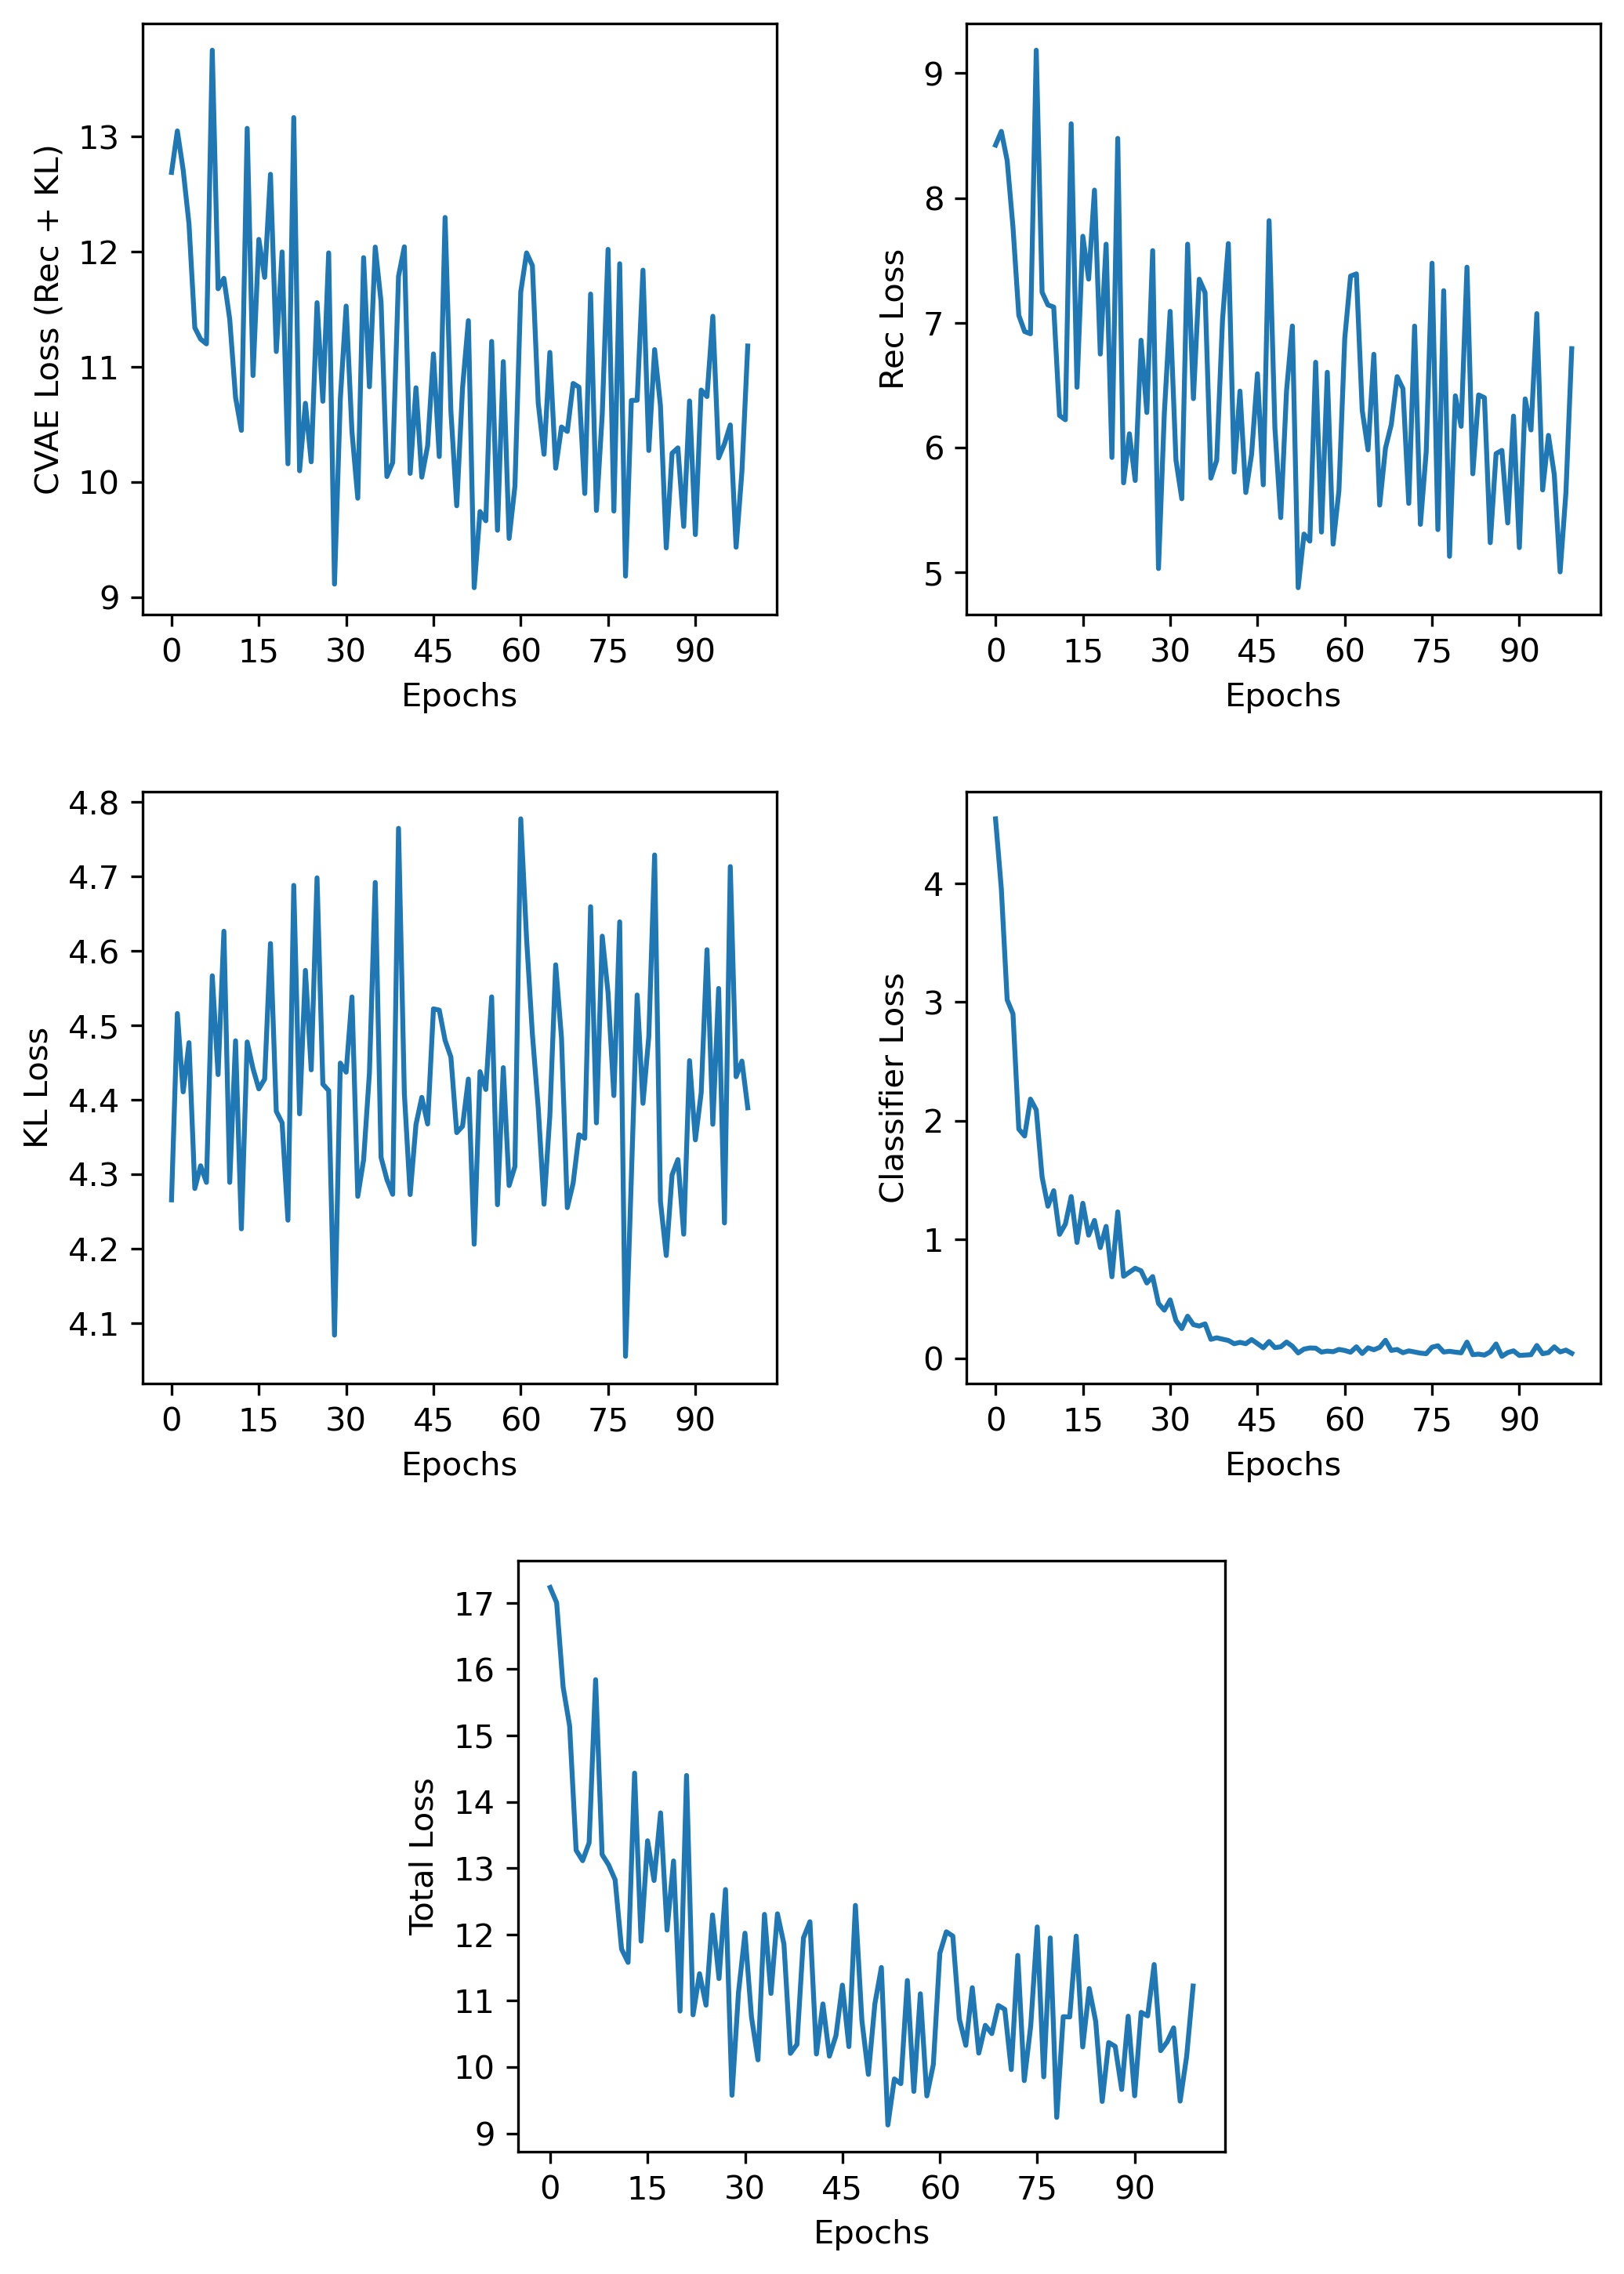 CVAE Loss (Rec + KL)
13
12
11
10
9
0 15 30 45 60 75 90
Epochs
Rec Loss
9
8
7
6
5
0 15 30 45 60 75 90
Epochs
KL Loss
4.8
4.7
4.6
4.5
4.4
4.3
4.2
4.1
0 15 30 45 60 75 90
Epochs
Classifier Loss
4
3
2
1
0
0 15 30 45 60 75 90
Epochs
Total Loss
17
16
15
14
13
12
11
10
9
0 15 30 45 60 75 90
Epochs